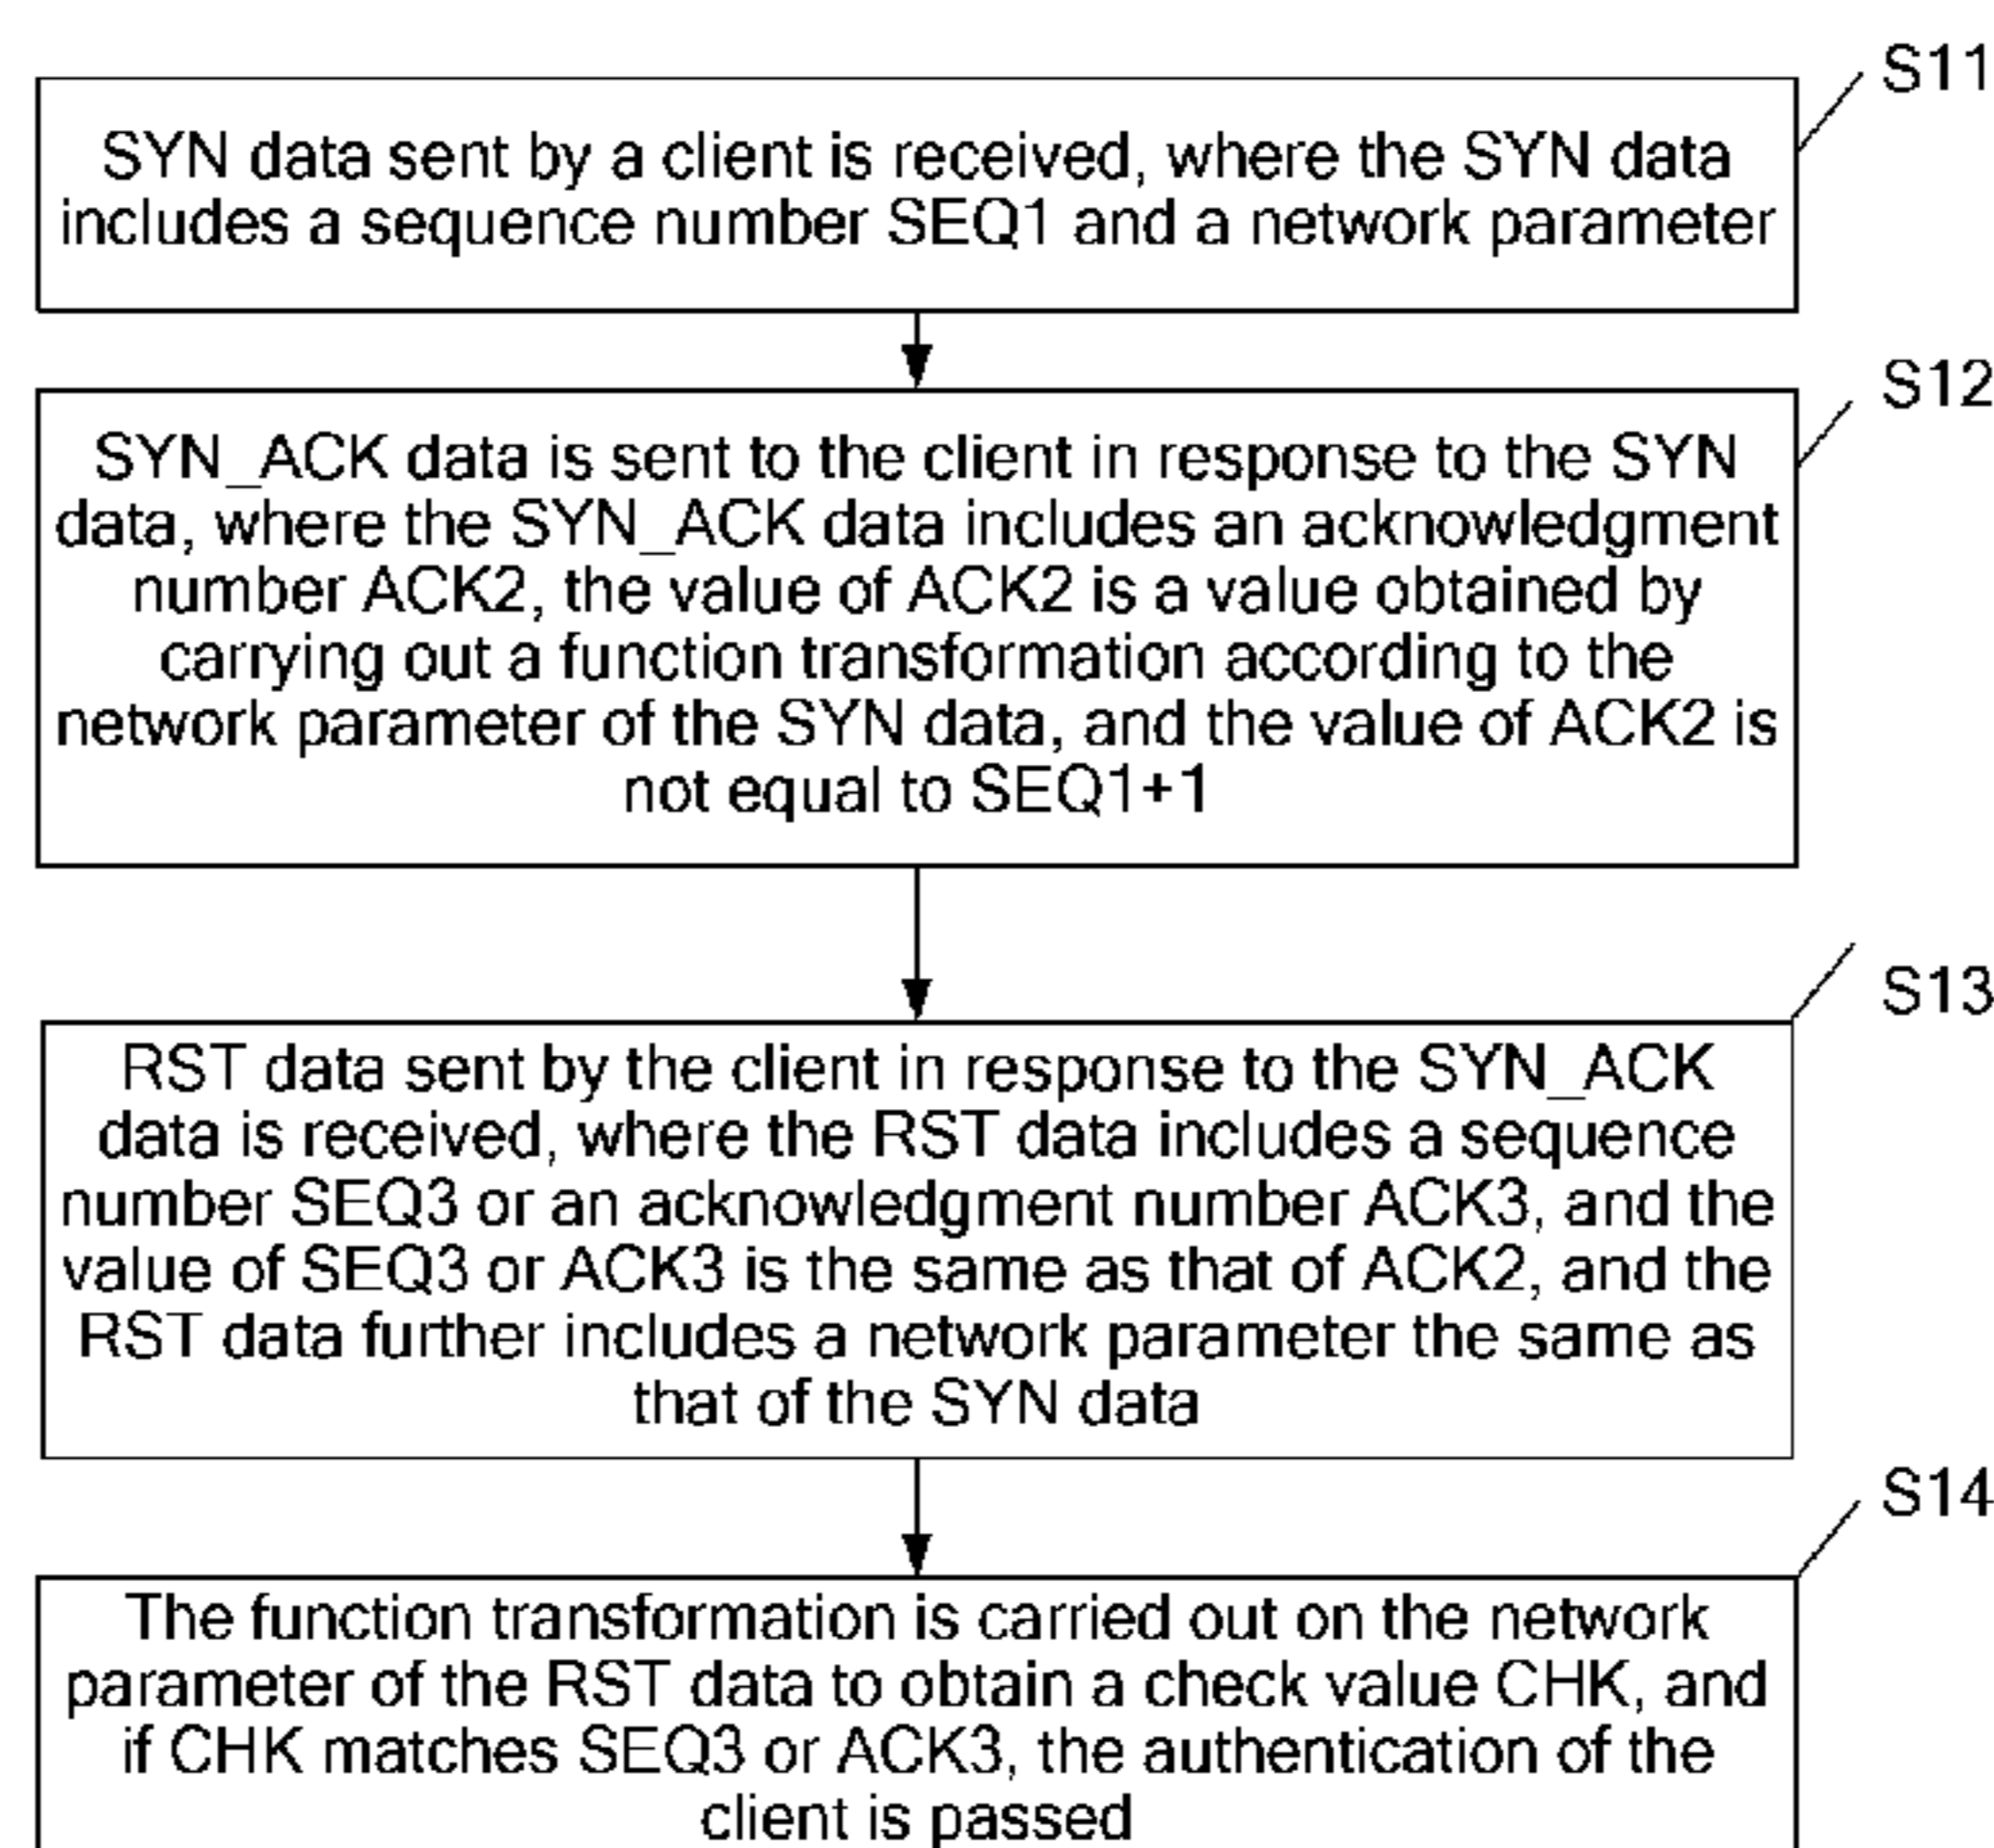 S11
SYN data sent by a client is received, where the SYN data
includes a sequence number SEQ1 and a network parameter
S12
SYN_ACK data is sent to the client in response to the SYN
data, where the SYN_ACK data includes an acknowledgment
number ACK2, the value of ACK2 is a value obtained by
carrying out a function transformation according to the
network parameter of the SYN data, and the value of ACK2 is
not equal to SEQ1+1
S13
RST data sent by the client in response to the SYN_ACK
data is received, where the RST data includes a sequence
number SEQ3 or an acknowledgment number ACK3, and the
value of SEQ3 or ACK3 is the same as that of ACK2, and the
RST data further includes a network parameter the same as
that of the SYN data
S14
The function transformation is carried out on the network
parameter of the RST data to obtain a check value CHK, and
if CHK matches SEQ3 or ACK3, the authentication of the
client is passed